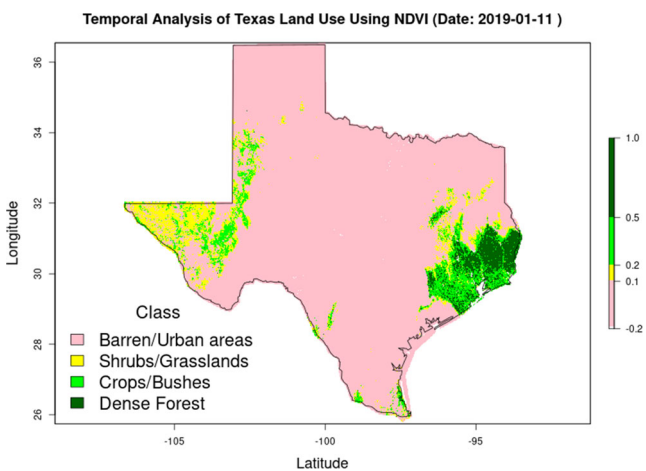 Temporal Analysis of Texas Land Use Using NDVI (Date: 2019-01-11 )
36
34
32
30
28
26
Longitude
-105
-100
-95
Latitude
Class
Barren/Urban areas
Shrubs/Grasslands
Crops/Bushes
Dense Forest
1.0
0.5
0.2
0.1
-0.2